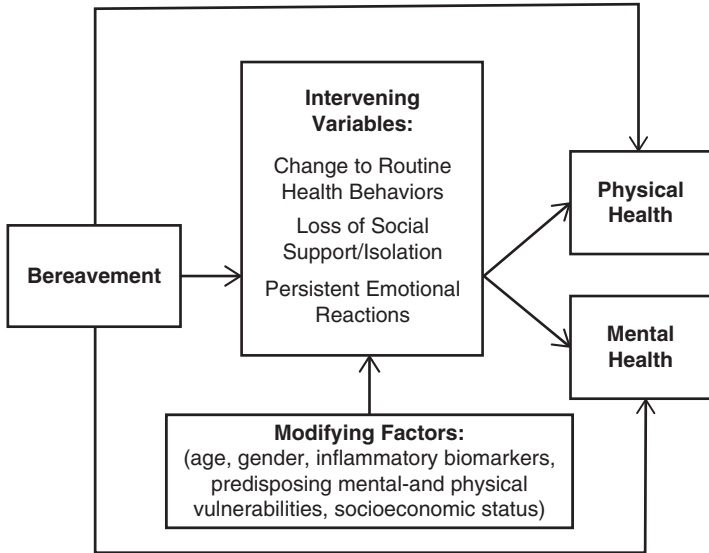 Intervening
Variables:
Change to Routine
Health Behaviors
Loss of Social
Support/Isolation
Persistent Emotional
Reactions
Bereavement
Physical
Health
Mental
Health
Modifying Factors:
(age, gender, inflammatory biomarkers,
predisposing mental-and physical
vulnerabilities, socioeconomic status)